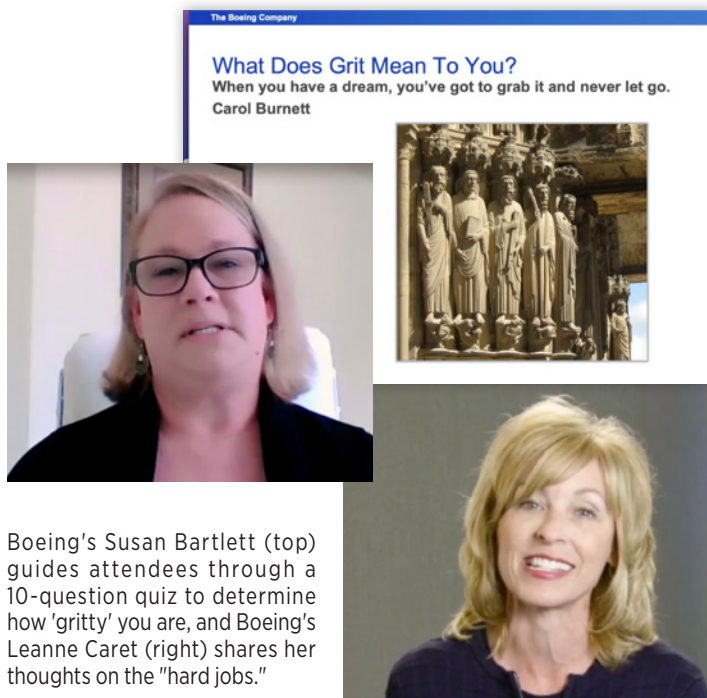 The Boeing Company
What Does Grit Mean To You?
When you have a dream, you've got to grab it and never let go.
Carol Burnett
Boeing's Susan Bartlett (top)
guides attendees through a
10-question quiz to determine
how 'gritty' you are, and Boeing's
Leanne Caret (right) shares her
thoughts on the "hard jobs."